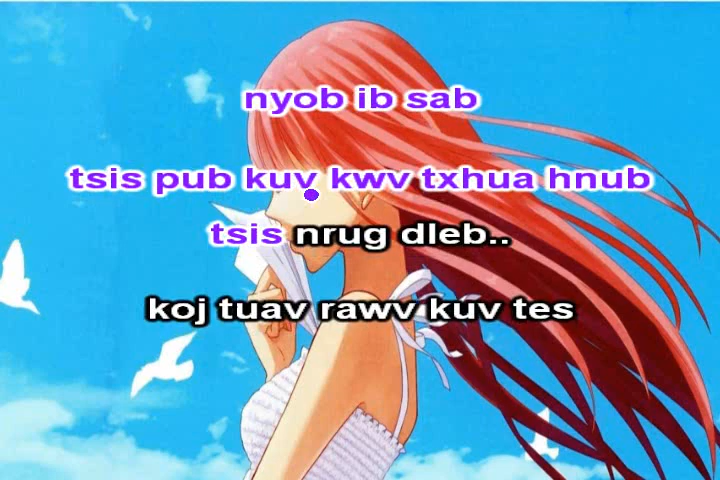 nyob ib sab
tsis pub kuv kwv txhua hnub
tsis nrug dleb..
koj tuav rawv kuv tes